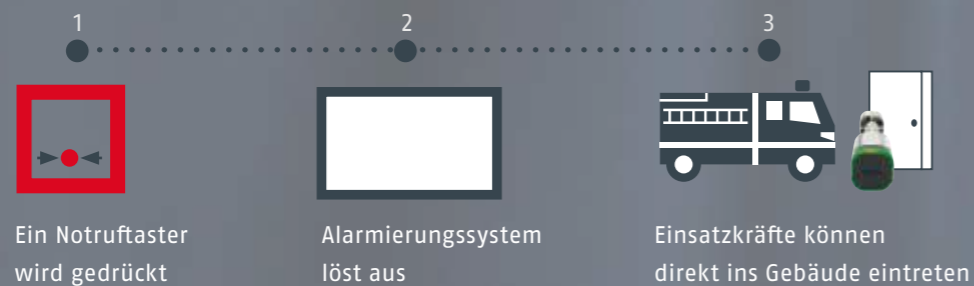 1
2
3
Ein Notruftaster
wird gedrückt
Alarmierungssystem
löst aus
Einsatzkräfte können
direkt ins Gebäude eintreten